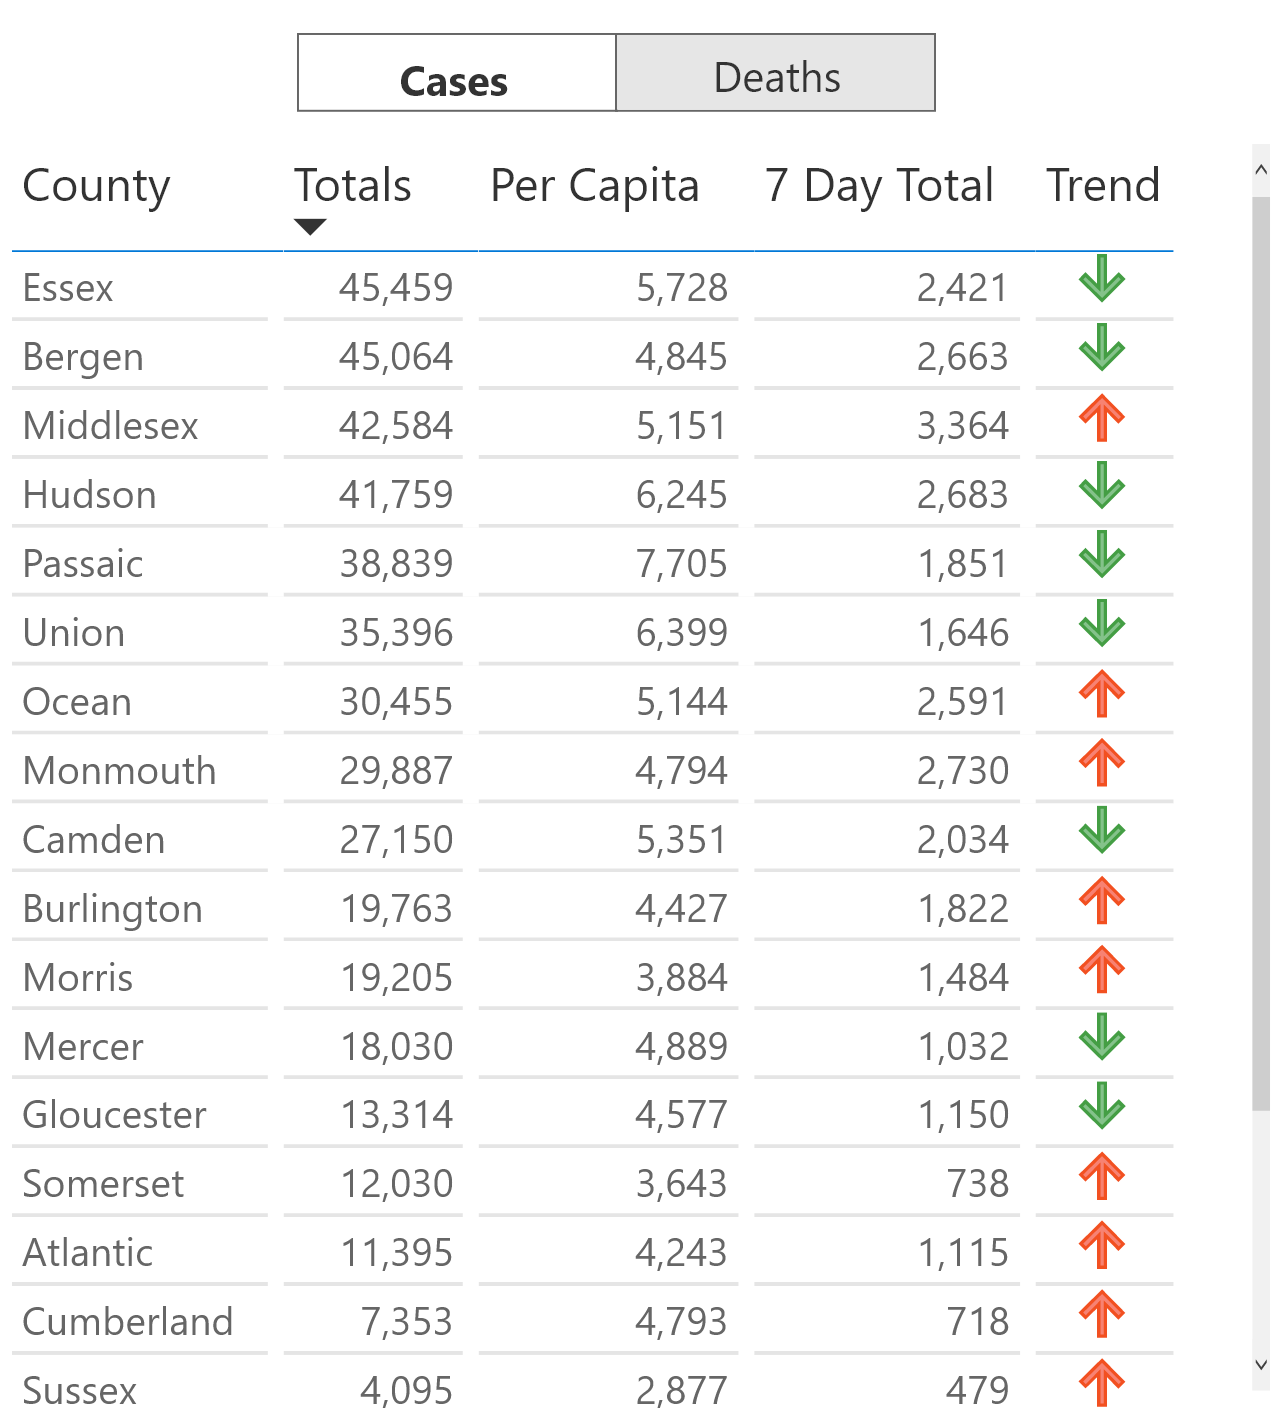 Cases Deaths
County Totals Per Capita 7 Day Total Trend
Essex 45,459 5,728 2,421
Bergen 45,064 4,845 2,663
Middlesex 42,584 5,151 3,364
Hudson 41,759 6,245 2,683
Passaic 38,839 7,705 1,851
Union 35,396 6,399 1,646
Ocean 30,455 5,144 2,591
Monmouth 29,887 4,794 2,730
Camden 27,150 5,351 2,034
Burlington 19,763 4,427 1,822
Morris 19,205 3,884 1,484
Mercer 18,030 4,889 1,032
Gloucester 13,314 4,577 1,150
Somerset 12,030 3,643 738
Atlantic 11,395 4,243 1,115
Cumberland 7,353 4,793 718
Sussex 4,095 2,877 479